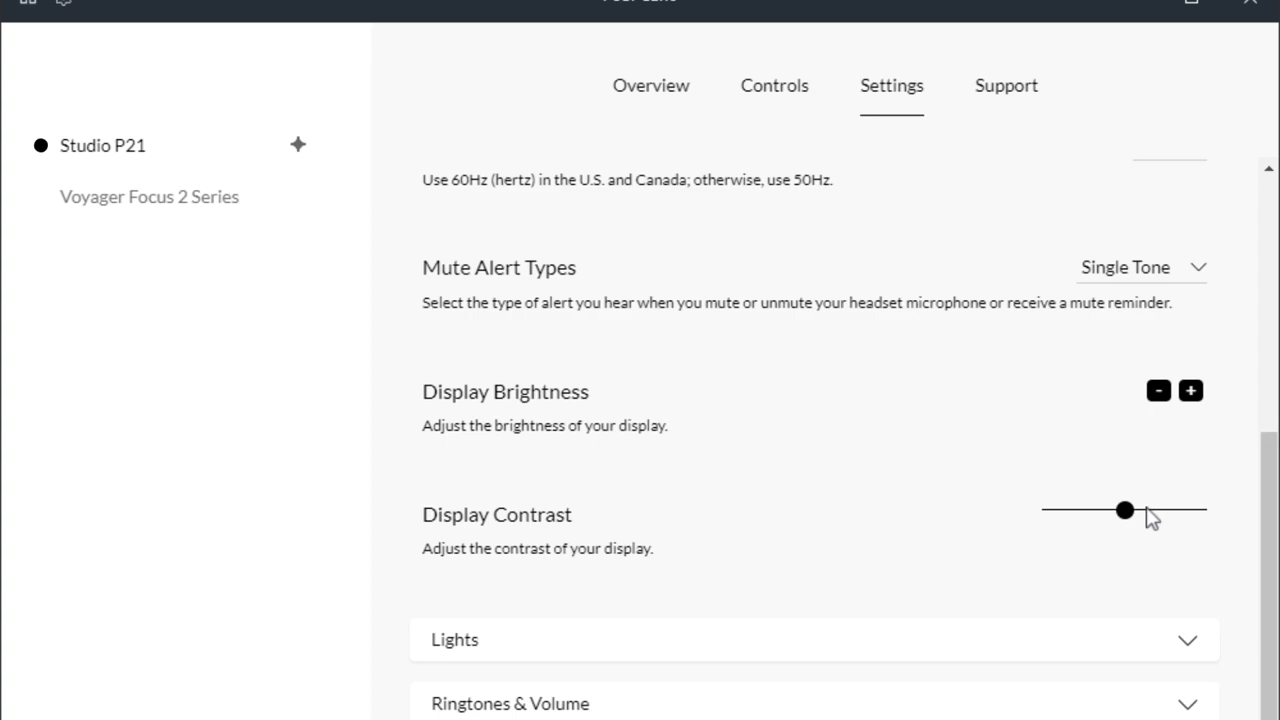 Overview
Controls
Settings
Support
Studio P21
Voyager Focus 2 Series
Use 60Hz (hertz) in the U.S. and Canada; otherwise, use 50Hz.
Mute Alert Types
Single Tone
Select the type of alert you hear when you mute or unmute your headset microphone or receive a mute reminder.
Display Brightness
- +
Adjust the brightness of your display.
Display Contrast
Adjust the contrast of your display.
Lights
Ringtones & Volume